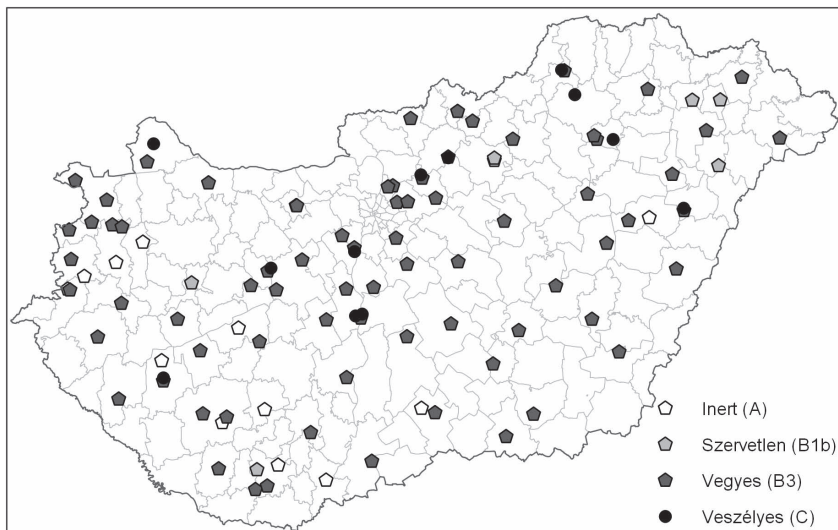 Inert (A)
Szervetlen (B1b)
Vegyes (B3)
Veszélyes (C)